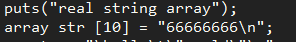 puts("real string array");
array str [10] = "66666666\n";